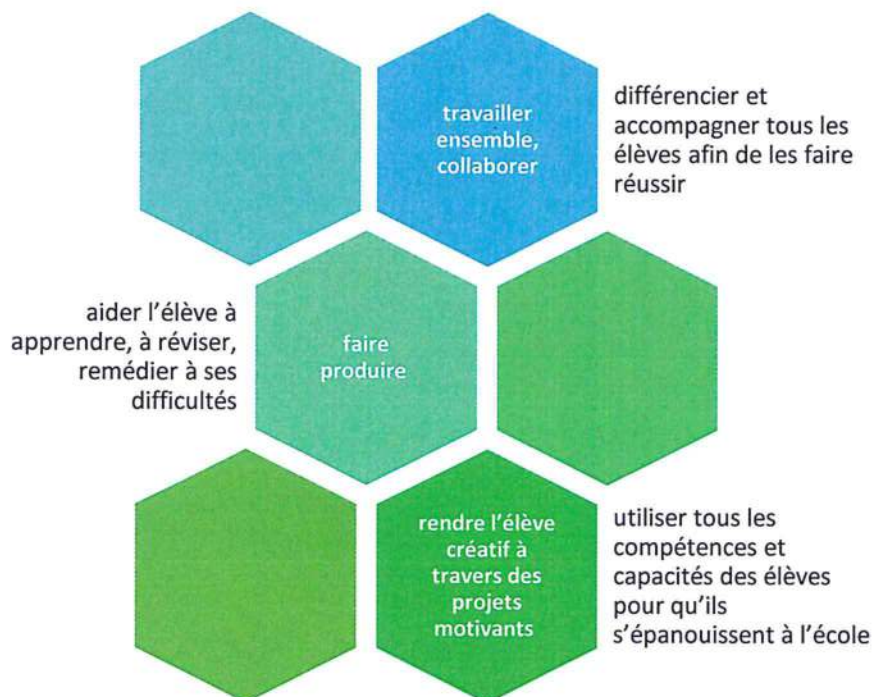 travailler
ensemble,
collaborer
différencier et
accompagner tous les
élèves afin de les faire
réussir
aider l'élève à
apprendre, à réviser,
remédier à ses
difficultés
faire
produire
rendre l'élève
créatif à
travers des
projets
motivants
utiliser tous les
compétences et
capacités des élèves
pour qu'ils
s'épanouissent à l'école